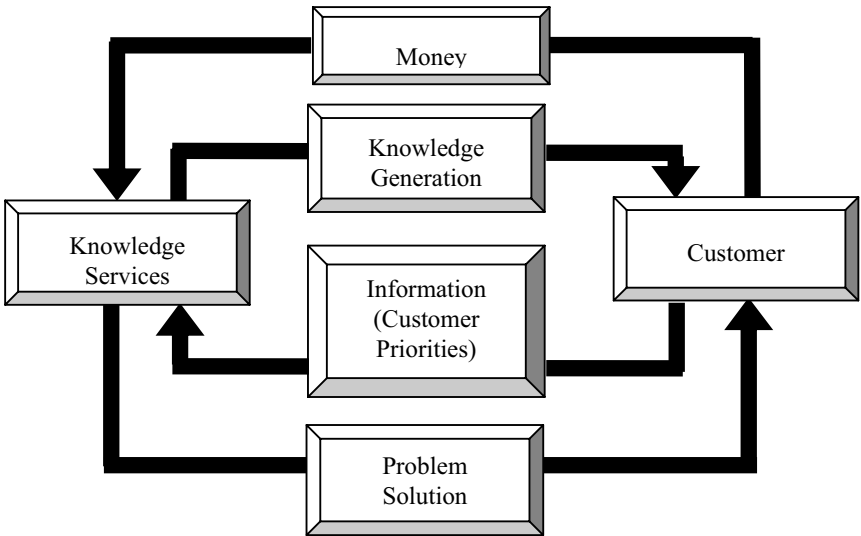 Money
Knowledge
Generation
Knowledge
Services
Customer
Information
(Customer
Priorities)
Problem
Solution